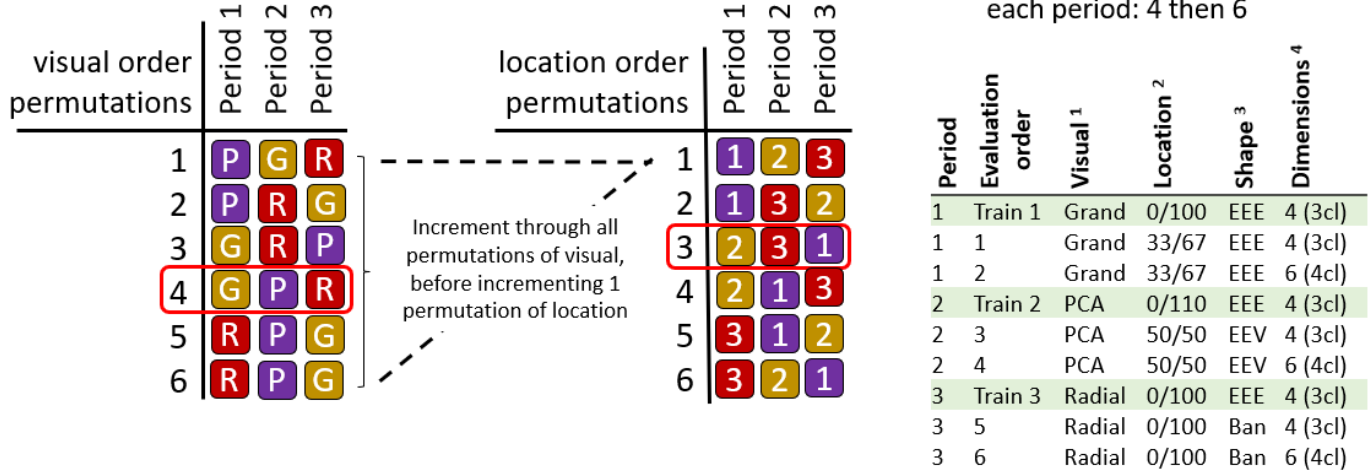 each period: 4 then 6
visual order
permutations
Period 1
Period 2
Period 3
1 P G R
2 P R G
3 G R P
4 G P R
5 R P G
6 R P G
Increment through all
permutations of visual,
before incrementing 1
permutation of location
location order
permutations
Period 1
Period 2
Period 3
1 1 2 3
2 1 3 2
3 2 3 1
4 2 1 3
5 3 1 2
6 3 2 1
Period
Evaluation
order
Visual 1
Location 2
Shape 3
Dimensions 4
1 Train 1 Grand 0/100 EEE 4 (3cl)
1 1 Grand 33/67 EEE 4 (3cl)
1 2 Grand 33/67 EEE 6 (4cl)
2 Train 2 PCA 0/110 EEE 4 (3cl)
2 3 PCA 50/50 EEV 4 (3cl)
2 4 PCA 50/50 EEV 6 (4cl)
3 Train 3 Radial 0/100 EEE 4 (3cl)
3 5 Radial 0/100 Ban 4 (3cl)
3 6 Radial 0/100 Ban 6 (4cl)